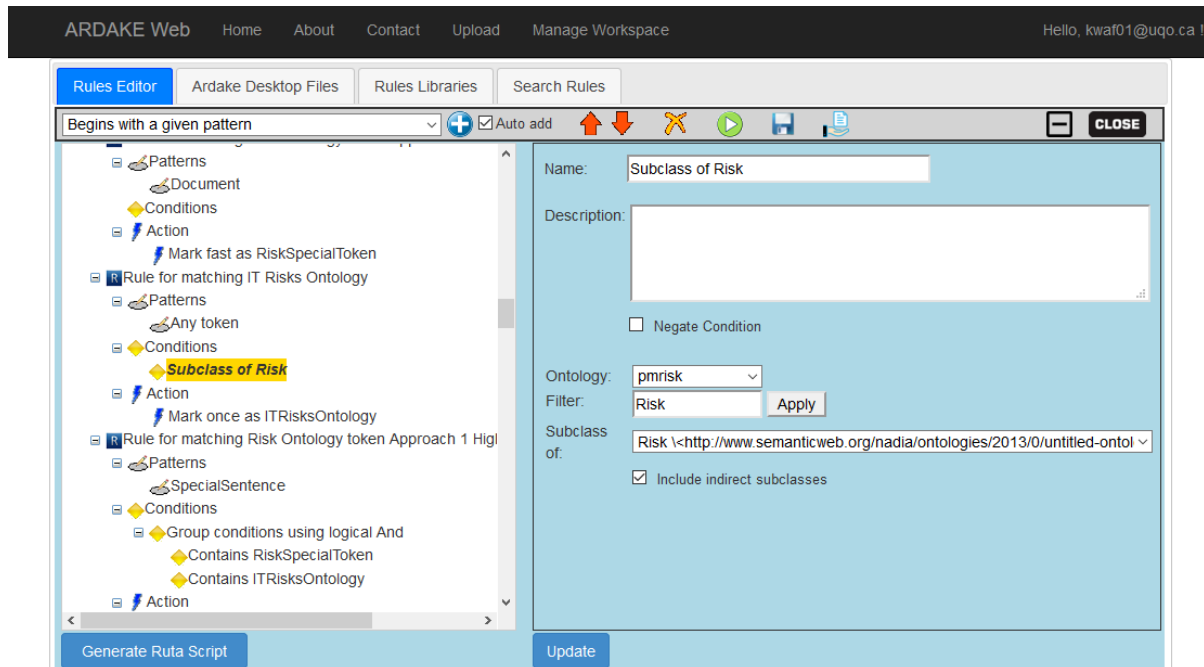 ARDAKE Web Home About Contact Upload Manage Workspace Hello, kwaf01@uqo.ca !
Rules Editor Ardake Desktop Files Rules Libraries Search Rules
Begins with a given pattern Auto add CLOSE
Patterns
Document
Conditions
Action
Mark fast as RiskSpecialToken
R Rule for matching IT Risks Ontology
Patterns
Any token
Conditions
Subclass of Risk
Action
Mark once as ITRisksOntology
R Rule for matching Risk Ontology token Approach 1 Higl
Patterns
SpecialSentence
Conditions
Group conditions using logical And
Contains RiskSpecialToken
Contains ITRisksOntology
Action
Generate Ruta Script
Name: Subclass of Risk
Description:
Negate Condition
Ontology: pmrisk
Filter: Risk Apply
Subclass of: Risk \<http://www.semanticweb.org/nadia/ontologies/2013/0/untitled-ontol
Include indirect subclasses
Update